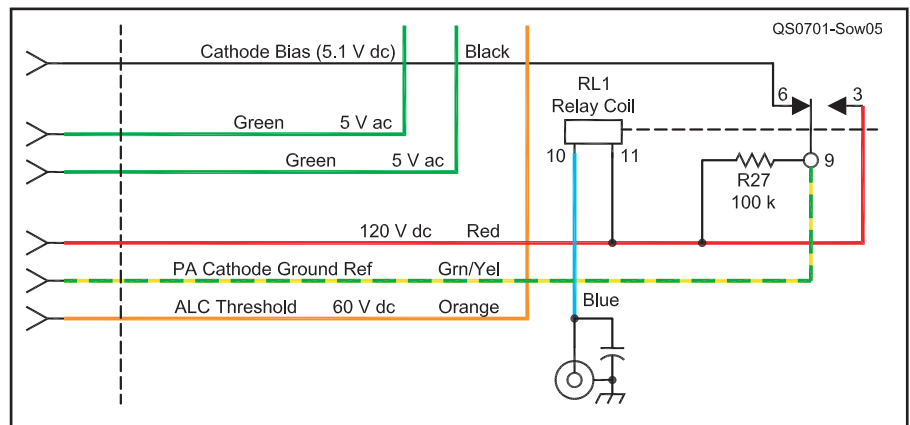 QS0701-Sow05
Cathode Bias (5.1 V dc) Black
RL1
Relay Coil
6 3
Green 5 V ac
10 11
Green 5 V ac
9
R27
100 k
120 V dc Red
PA Cathode Ground Ref Grn/Yel
ALC Threshold 60 V dc Orange
Blue